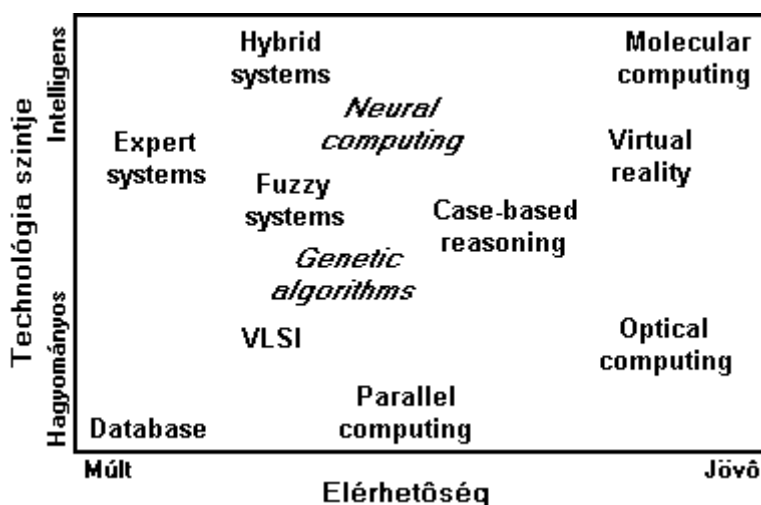 Hybrid
systems
Molecular
computing
Neural
computing
Expert
systems
Virtual
reality
Fuzzy
systems
Case-based
reasoning
Genetic
algorithms
VLSI
Optical
computing
Parallel
computing
Database
Technológia szintje
Intelligens
Hagyományos
Múlt
Jövô
Elérhetôség